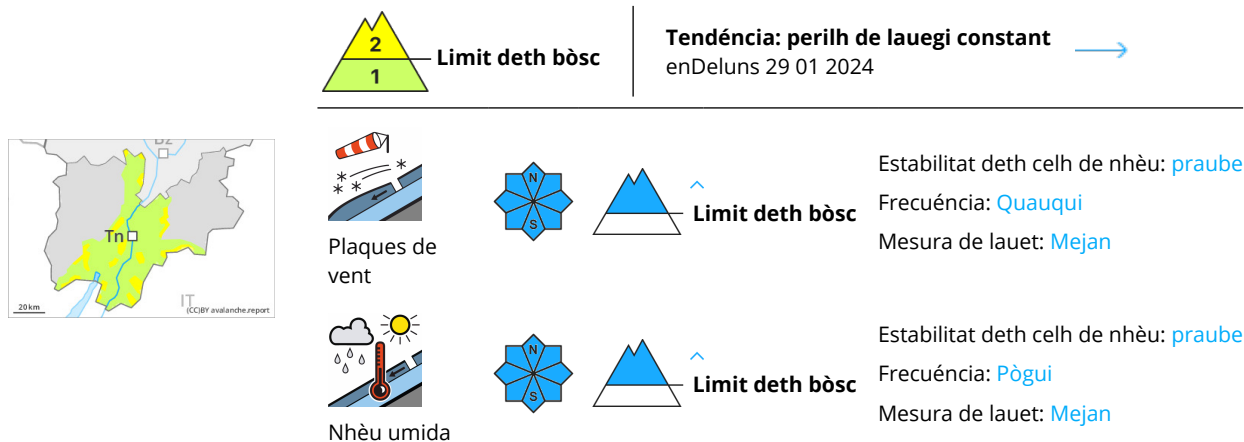 2
1
Limit deth bòsc
Tendéncia: perilh de lauegi constant
enDeluns 29 01 2024
Bz
Tn
IT
20 km
(CC)BY avalanche.report
Plaques de
vent
N
S
Limit deth bòsc
Estabilitat deth celh de nhèu: praube
Frecuéncia: Quauqui
Mesura de lauet: Mejan
Nhèu umida
N
S
Limit deth bòsc
Estabilitat deth celh de nhèu: praube
Frecuéncia: Pògui
Mesura de lauet: Mejan